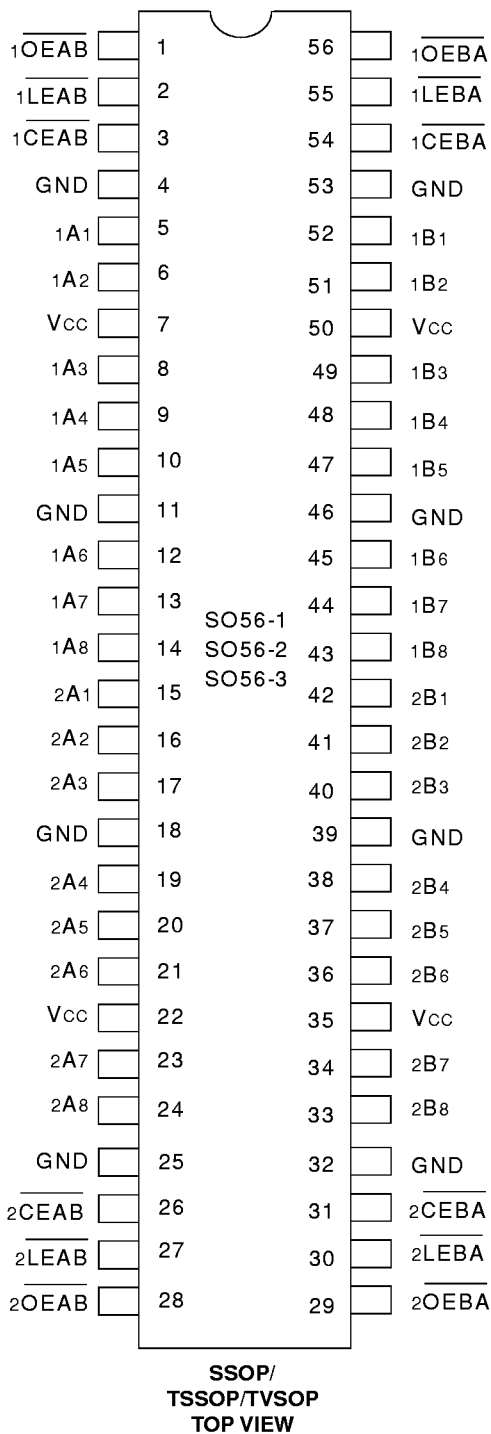 1OEAB 1 56 1OEBA
1LEAB 2 55 1LEBA
1CEAB 3 54 1CEBA
GND 4 53 GND
1A1 5 52 1B1
1A2 6 51 1B2
VCC 7 50 VCC
1A3 8 49 1B3
1A4 9 48 1B4
1A5 10 47 1B5
GND 11 46 GND
1A6 12 45 1B6
1A7 13 44 1B7
SO56-1
1A8 14 SO56-2 43 1B8
SO56-3
2A1 15 42 2B1
2A2 16 41 2B2
2A3 17 40 2B3
GND 18 39 GND
2A4 19 38 2B4
2A5 20 37 2B5
2A6 21 36 2B6
VCC 22 35 VCC
2A7 23 34 2B7
2A8 24 33 2B8
GND 25 32 GND
2CEAB 26 31 2CEBA
2LEAB 27 30 2LEBA
2OEAB 28 29 2OEBA
SSOP/
TSSOP/TVSOP
TOP VIEW